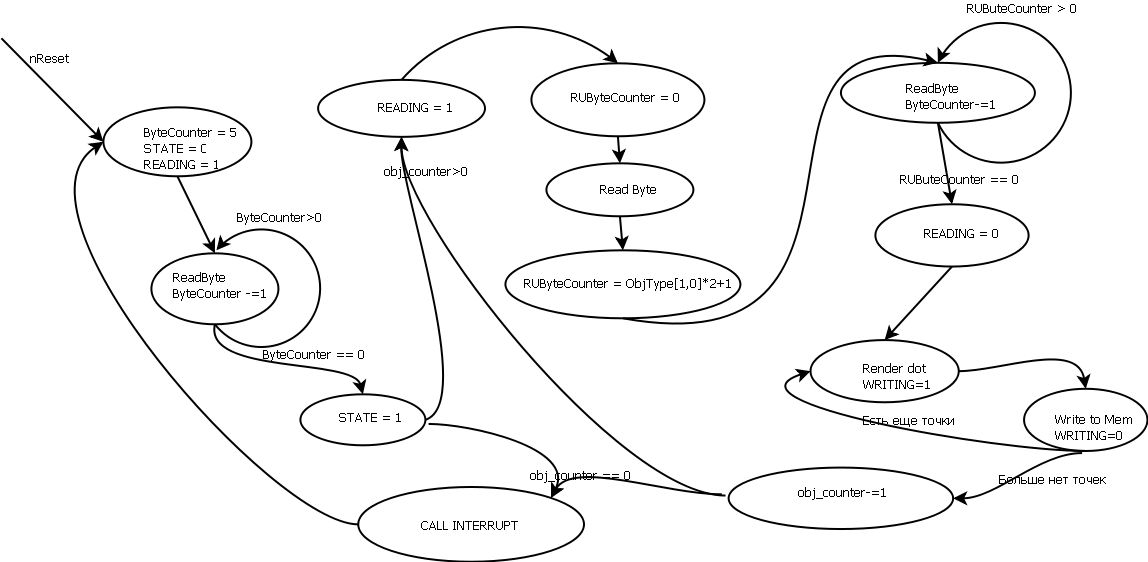 nReset
ByteCounter = 5
STATE = 0
READING = 1
ByteCounter>0
ReadByte
ByteCounter -=1
ByteCounter == 0
STATE = 1
CALL INTERRUPT
READING = 1
obj_counter>0
RUByteCounter = 0
Read Byte
RUByteCounter = ObjType[1,0]*2+1
RUButeCounter > 0
ReadByte
ByteCounter-=1
RUButeCounter == 0
READING = 0
Render dot
WRITING=1
Есть еще точки
Write to Mem
WRITING=0
Больше нет точек
obj_counter-=1
obj_counter == 0